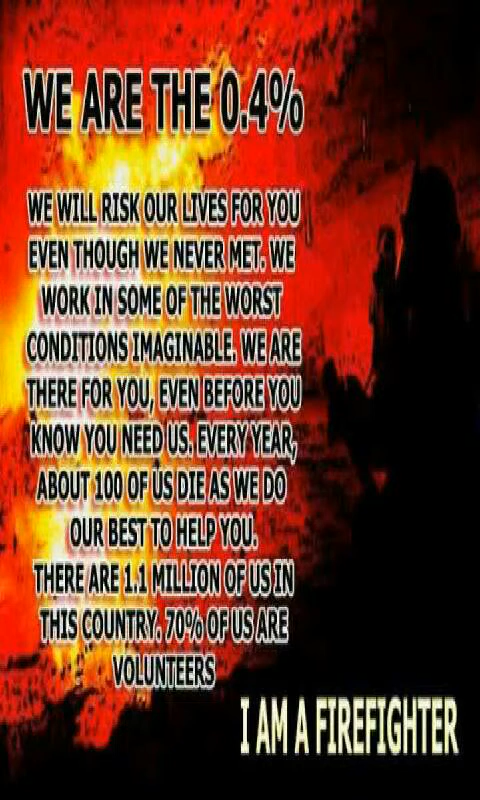 WE ARE THE 0.4%
WE WILL RISK OUR LIVES FOR YOU
EVEN THOUGH WE NEVER MET. WE
WORK IN SOME OF THE WORST
CONDITIONS IMAGINABLE. WE ARE
THERE FOR YOU, EVEN BEFORE YOU
KNOW YOU NEED US. EVERY YEAR,
ABOUT 100 OF US DIE AS WE DO
OUR BEST TO HELP YOU.
THERE ARE 1.1 MILLION OF US IN
THIS COUNTRY. 70% OF US ARE
VOLUNTEERS
I AM A FIREFIGHTER